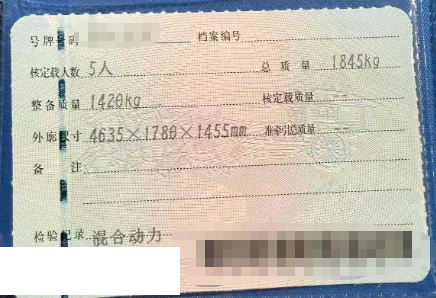 号牌号码 档案编号
核定载人数 5人 总质量 1845kg
整备质量 1420kg 核定载质量
外廓尺寸 4635×1780×1455mm 准牵引总质量
备注
检验记录 混合动力